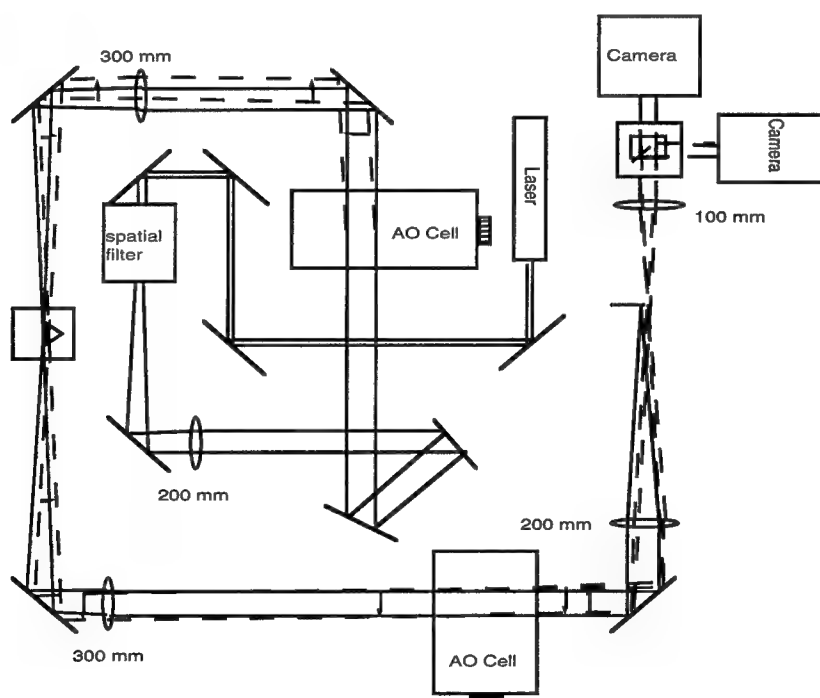 300 mm
Camera
Camera
Laser
100 mm
AO Cell
spatial
filter
200 mm
200 mm
300 mm
AO Cell